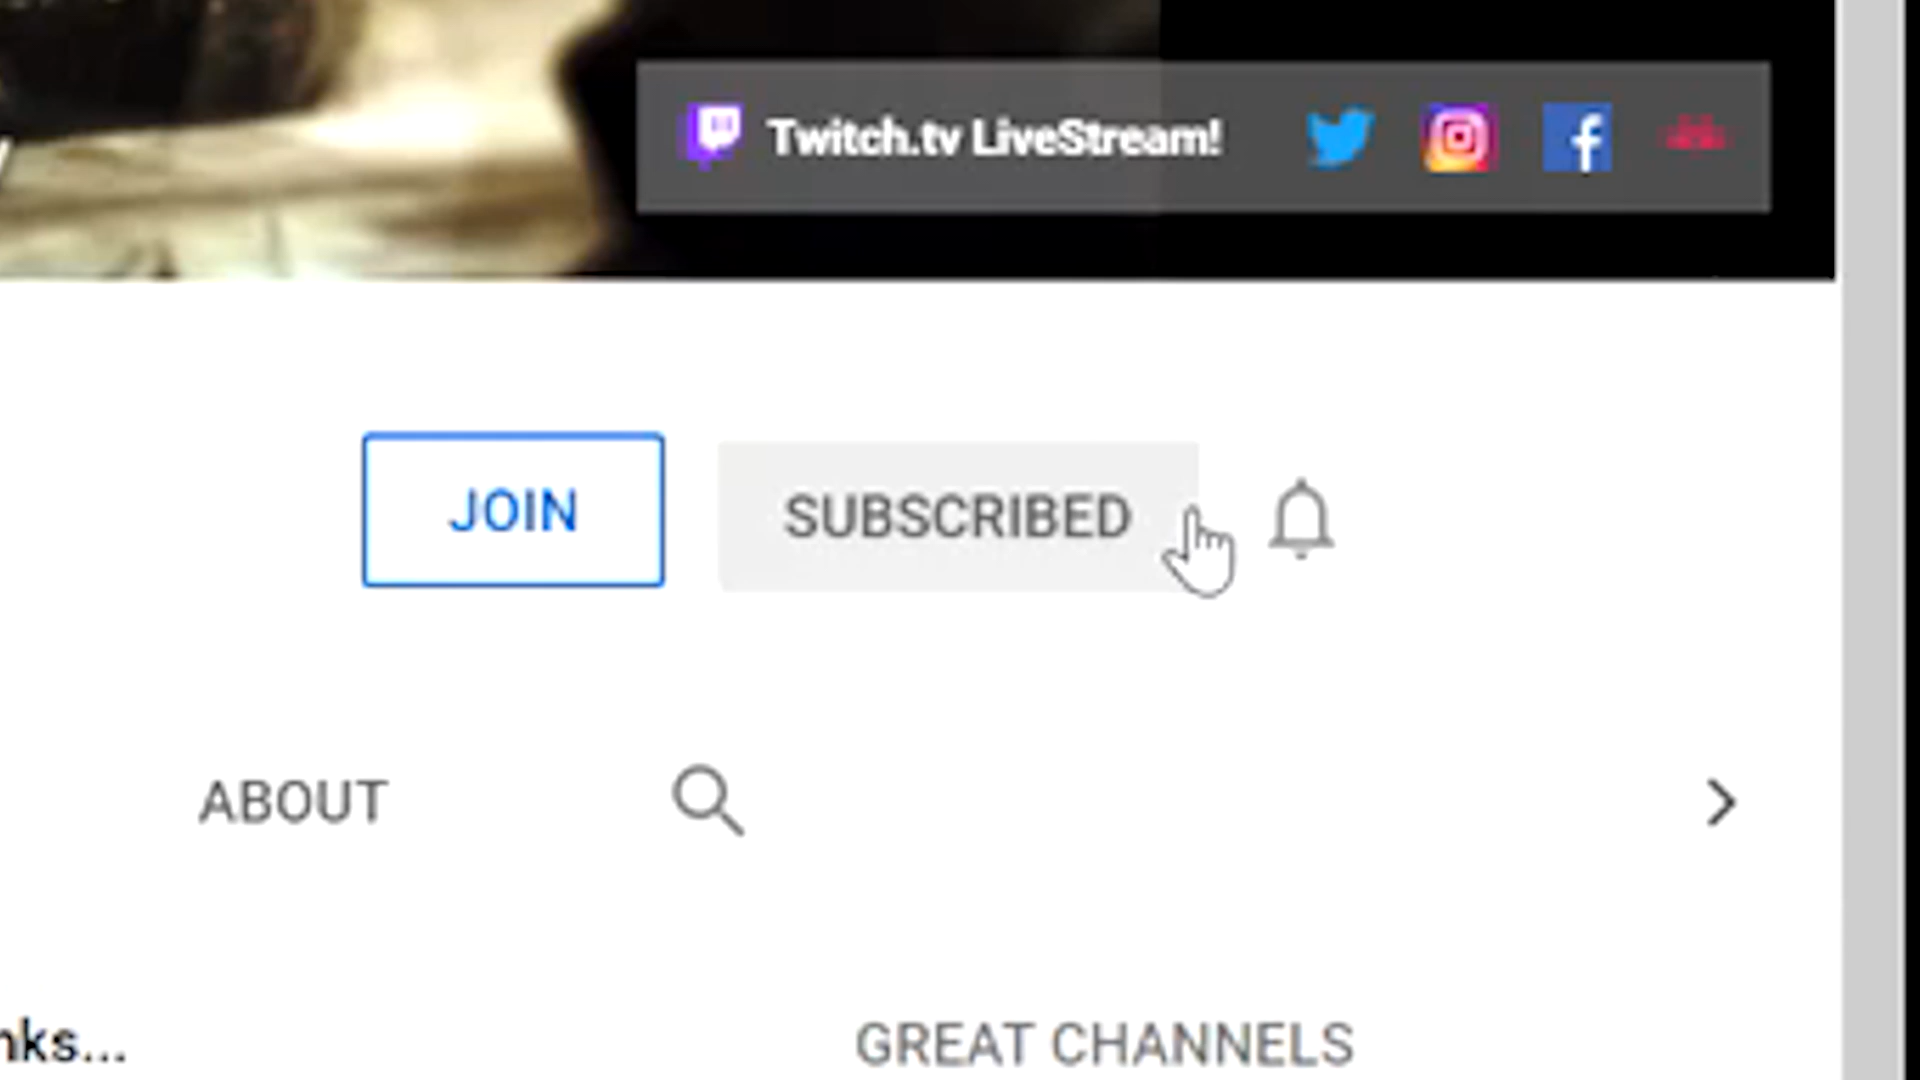 Twitch.tv LiveStream!
JOIN
SUBSCRIBED
ABOUT
nks...
GREAT CHANNELS